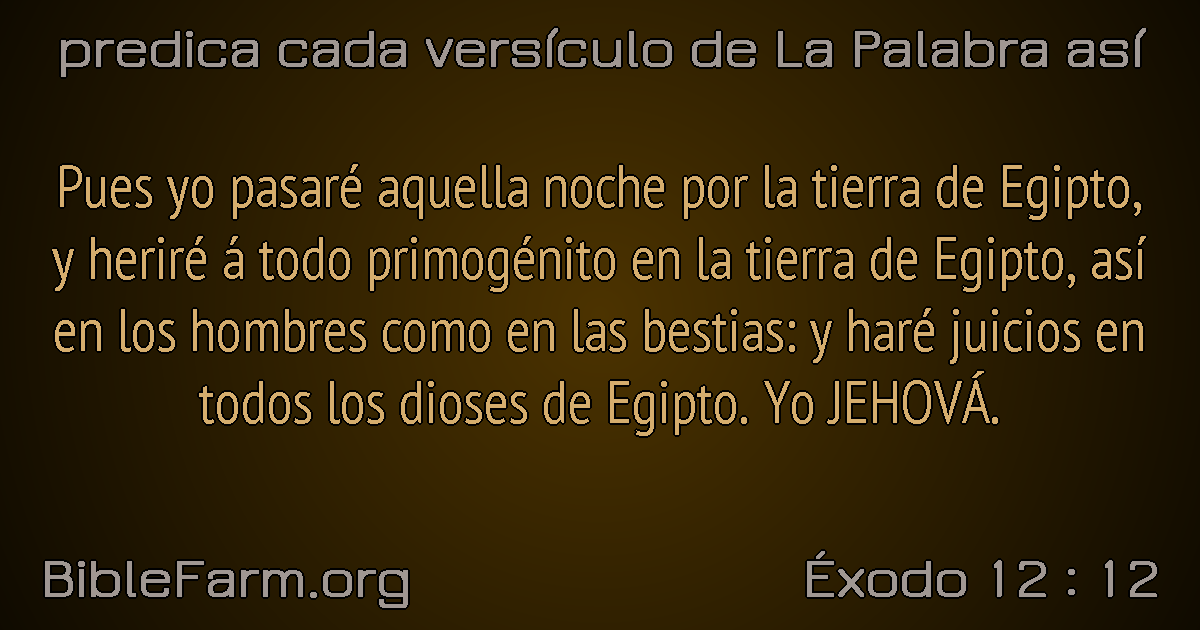 predica cada versículo de La Palabra así
Pues yo pasaré aquella noche por la tierra de Egipto,
y heriré á todo primogénito en la tierra de Egipto, así
en los hombres como en las bestias: y haré juicios en
todos los dioses de Egipto. Yo JEHOVÁ.
BibleFarm.org
Éxodo 12 : 12